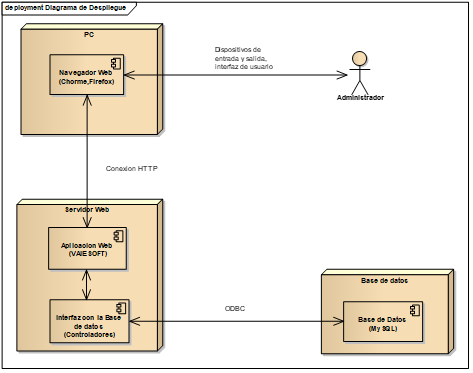 deployment Diagrama de Despliegue
PC
Navegador Web
(Chorme,Firefox)
Dispositivos de
entrada y salida,
interfaz de usuario
Administrador
Conexion HTTP
Servidor Web
Aplicacion Web
(VAIESOFT)
Interfaz con la Base
de datos
(Controladores)
ODBC
Base de datos
Base de Datos
(My SQL)